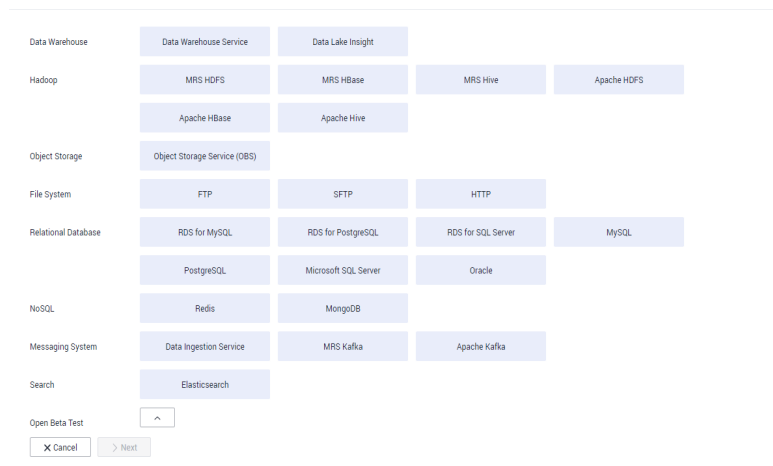 Data Warehouse Data Warehouse Service Data Lake Insight
Hadoop MRS HDFS MRS HBase MRS Hive Apache HDFS
Apache HBase Apache Hive
Object Storage Object Storage Service (OBS)
File System FTP SFTP HTTP
Relational Database RDS for MySQL RDS for PostgreSQL RDS for SQL Server MySQL
PostgreSQL Microsoft SQL Server Oracle
NoSQL Redis MongoDB
Messaging System Data Ingestion Service MRS Kafka Apache Kafka
Search Elasticsearch
Open Beta Test
Cancel Next